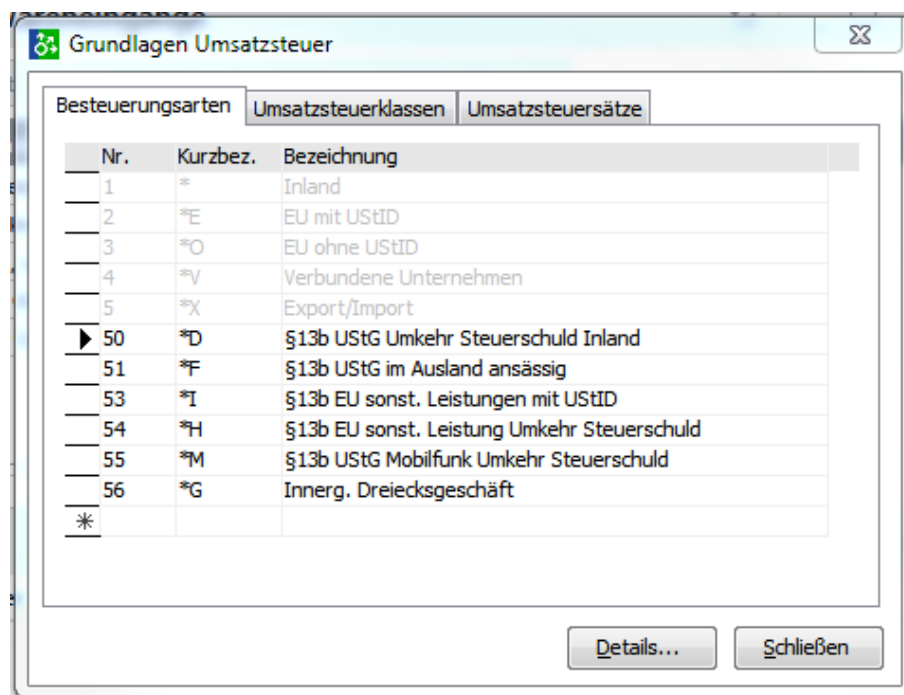 Grundlagen Umsatzsteuer
Besteuerungsarten Umsatzsteuerklassen Umsatzsteuersätze
Nr. Kurzbez. Bezeichnung
1 * Inland
2 *E EU mit UStID
3 *O EU ohne UStID
4 *V Verbundene Unternehmen
5 *X Export/Import
50 *D §13b UStG Umkehr Steuerschuld Inland
51 *F §13b UStG im Ausland ansässig
53 *I §13b EU sonst. Leistungen mit UStID
54 *H §13b EU sonst. Leistung Umkehr Steuerschuld
55 *M §13b UStG Mobilfunk Umkehr Steuerschuld
56 *G Innerg. Dreiecksgeschäft
Details... Schließen